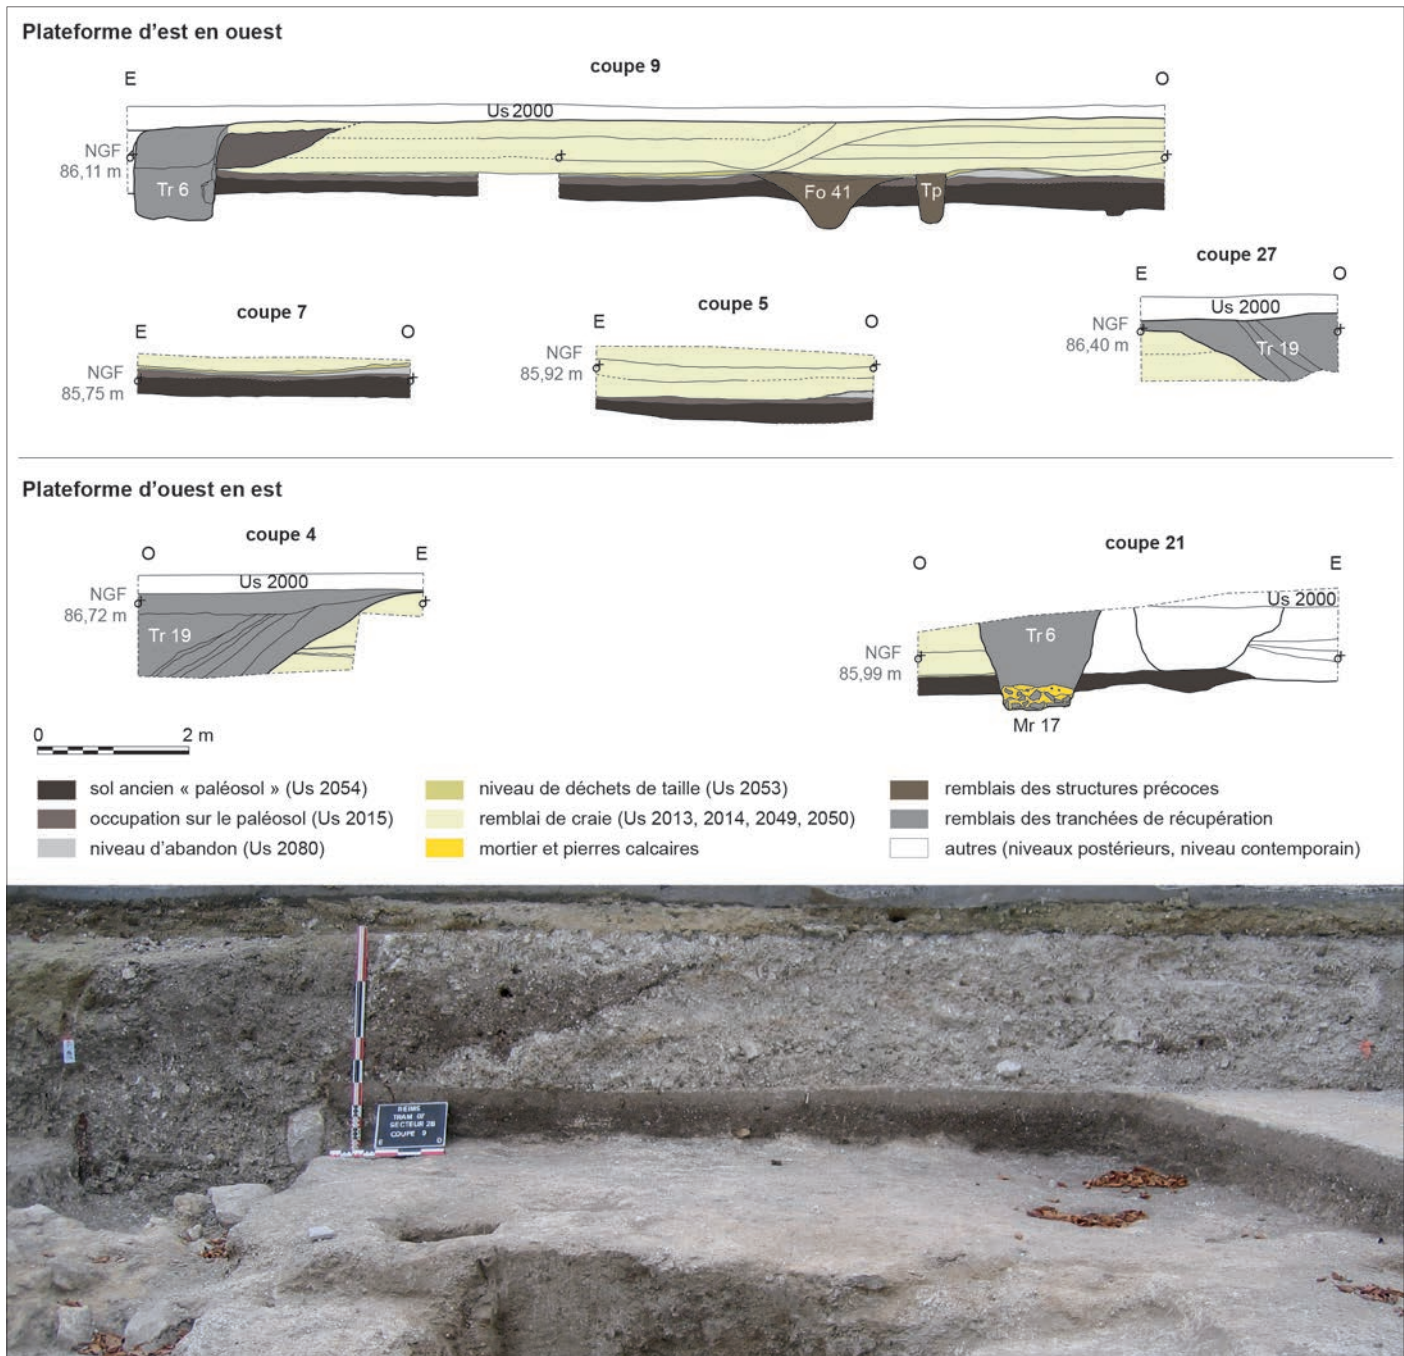 Plateforme d'est en ouest
coupe 9
E
O
Us 2000
NGF
86,11 m
Tr 6
Fo 41
Tp
coupe 27
E
O
Us 2000
NGF
86,40 m
Tr 19
coupe 7
E
O
NGF
85,75 m
coupe 5
E
O
NGF
85,92 m
Plateforme d'ouest en est
coupe 4
O
E
Us 2000
NGF
86,72 m
Tr 19
coupe 21
O
E
Us 2000
Tr 6
NGF
85,99 m
Mr 17
0
2 m
sol ancien « paléosol » (Us 2054)
occupation sur le paléosol (Us 2015)
niveau d'abandon (Us 2080)
niveau de déchets de taille (Us 2053)
remblai de craie (Us 2013, 2014, 2049, 2050)
mortier et pierres calcaires
remblais des structures précoces
remblais des tranchées de récupération
autres (niveaux postérieurs, niveau contemporain)
REIMS
TRAM 07
SECTEUR 2B
COUPE 9
E O